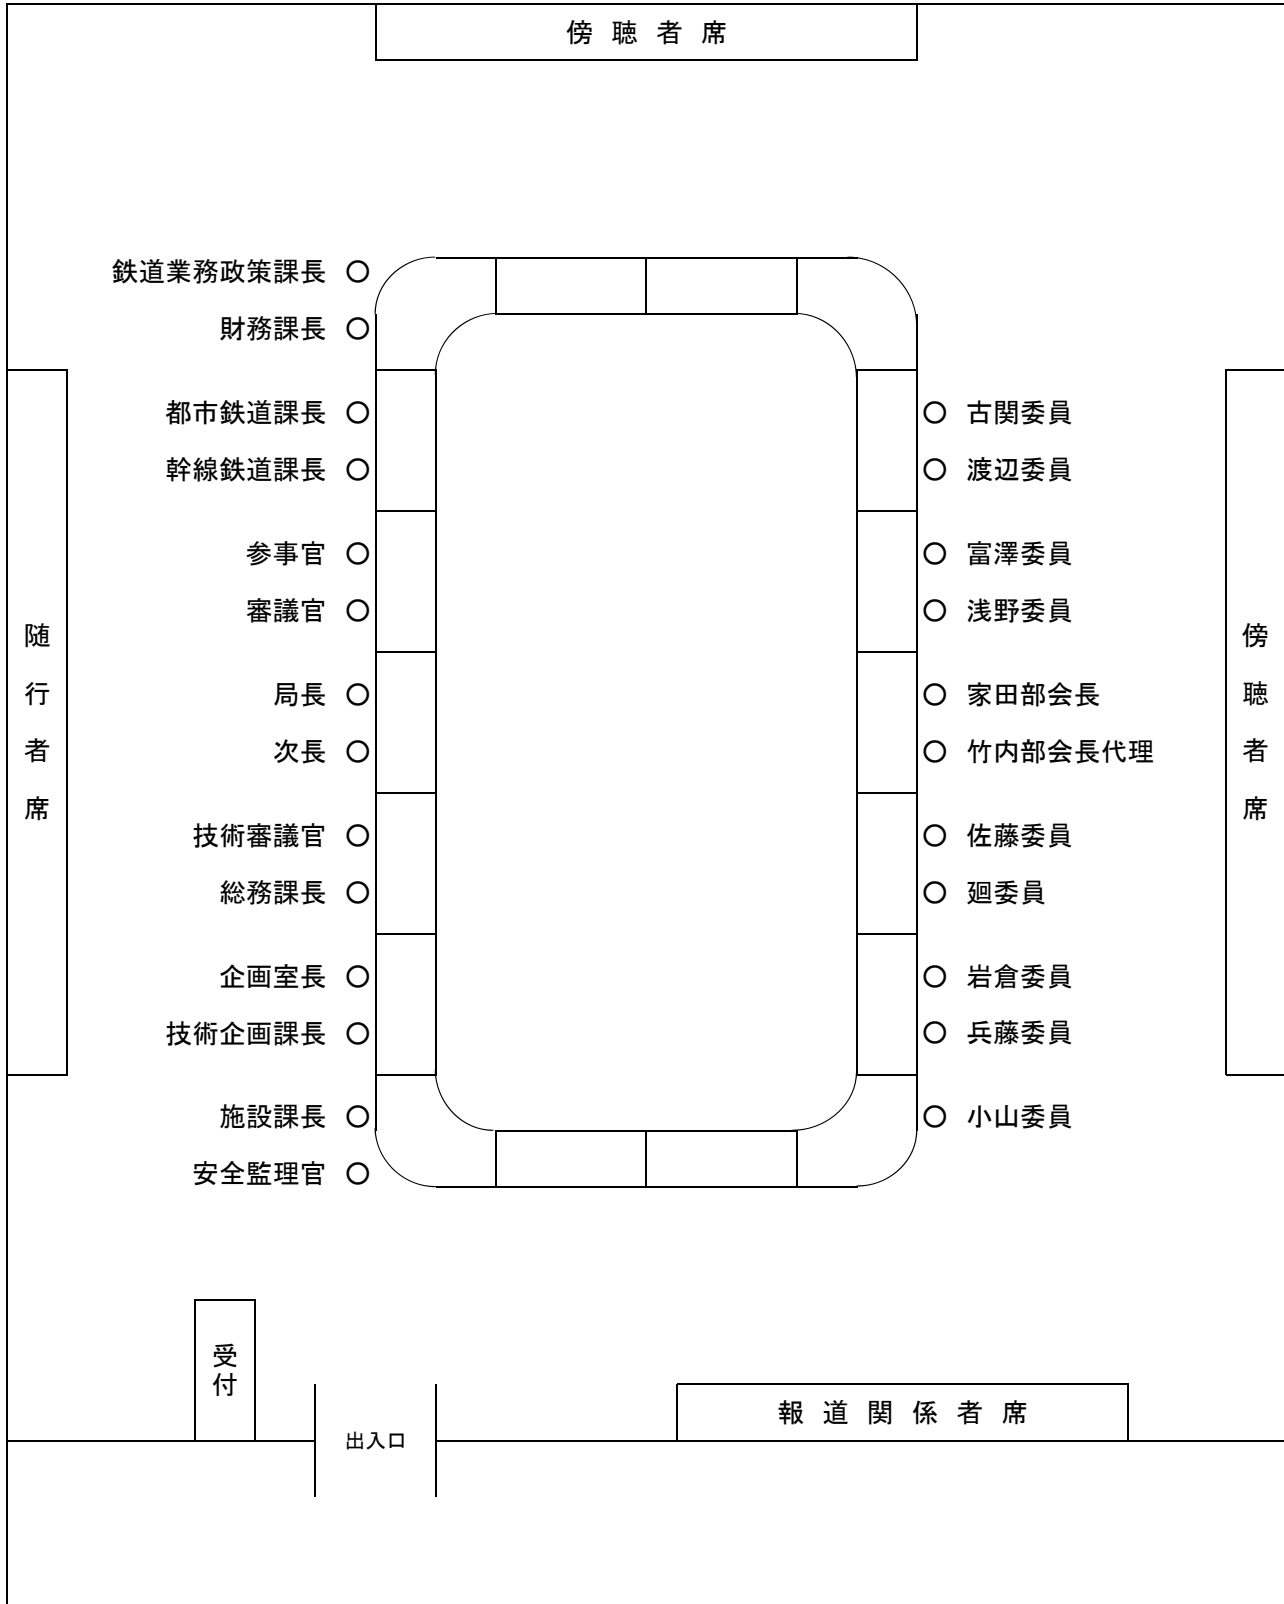 傍聴者席
鉄道業務政策課長 ○
財務課長 ○
都市鉄道課長 ○
幹線鉄道課長 ○
参事官 ○
審議官 ○
局長 ○
次長 ○
技術審議官 ○
総務課長 ○
企画室長 ○
技術企画課長 ○
施設課長 ○
安全監理官 ○
○ 古関委員
○ 渡辺委員
○ 富澤委員
○ 浅野委員
○ 家田部会長
○ 竹内部会長代理
○ 佐藤委員
○ 廻委員
○ 岩倉委員
○ 兵藤委員
○ 小山委員
随行者席
傍聴者席
受付
出入口
報道関係者席